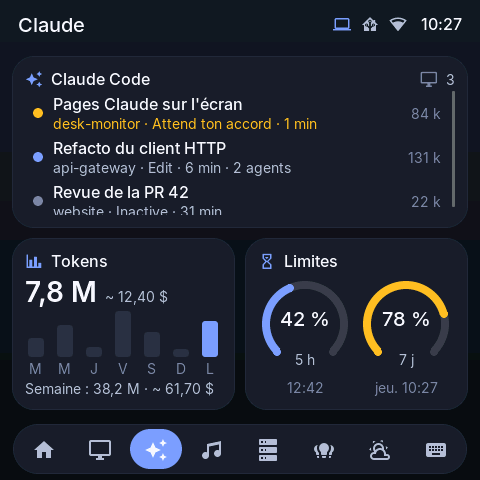 Claude 10:27
Claude Code 3
Pages Claude sur l'écran
desk-monitor · Attend ton accord · 1 min 84 k
Refacto du client HTTP
api-gateway · Edit · 6 min · 2 agents 131 k
Revue de la PR 42
website · Inactive · 31 min 22 k
Tokens
7,8 M ~ 12,40 $
M M J V S D L
Semaine : 38,2 M · ~ 61,70 $
Limites
42 % 78 %
5 h 7 j
12:42 jeu. 10:27